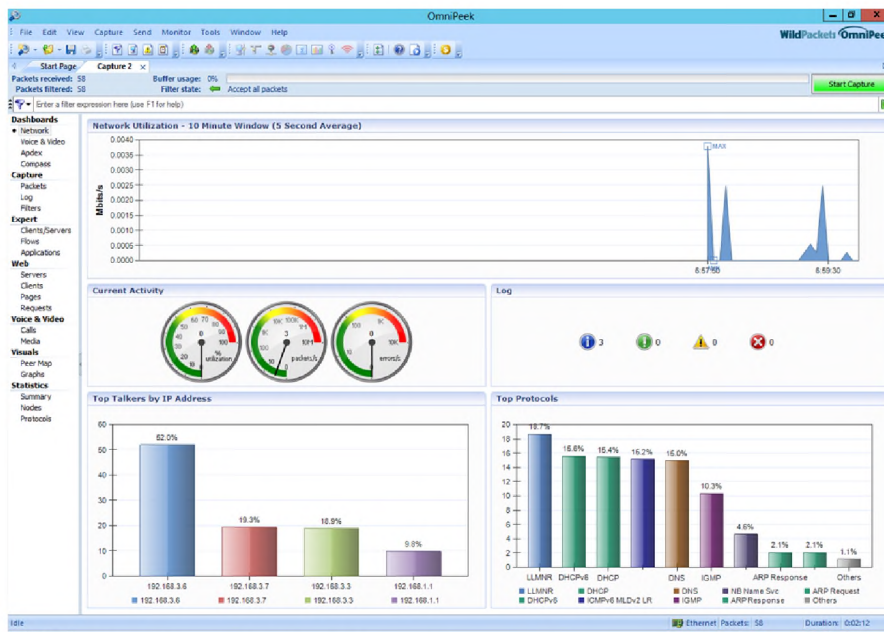 OmniPeek
File Edit View Capture Send Monitor Tools Window Help
WildPackets OmniPeek
Start Page Capture 2 x
Packets received: 58 Buffer usage: 0%
Packets filtered: 58 Filter state: Accept all packets
Start Capture
Enter a filter expression here (use F1 for help)
Dashboards
Network
Voice & Video
Apdex
Compass
Capture
Packets
Log
Filters
Expert
Clients/Servers
Flows
Applications
Web
Servers
Clients
Pages
Requests
Voice & Video
Calls
Media
Visuals
Peer Map
Graphs
Statistics
Summary
Nodes
Protocols
Network Utilization - 10 Minute Window (5 Second Average)
Mbits/s
0.0040
0.0035
0.0030
0.0025
0.0020
0.0015
0.0010
0.0005
0.0000
MAX
6:59:30
Current Activity
0 % utilization
3 packets/s
0 errors/s
Log
3 0 0 0
Top Talkers by IP Address
60
50
40
30
20
10
0
52.0% 19.3% 18.9% 9.8%
192.168.3.6 192.168.3.7 192.168.3.3 192.168.1.1
192.168.3.6 192.168.3.7 192.168.3.3 192.168.1.1
Top Protocols
20
18
16
14
12
10
8
6
4
2
0
18.7% 15.6% 15.4% 15.2% 15.0% 10.3% 4.6% 2.1% 2.1% 1.1%
LLMNR DHCPv6 DHCP DNS IGMP ARP Response Others
LLMNR DHCP DNS NB Name Svc ARP Request
DHCPv6 ICMPv6 MLDv2 LR IGMP ARP Response Others
Idle
Ethernet Packets: 58 Duration: 0:02:12